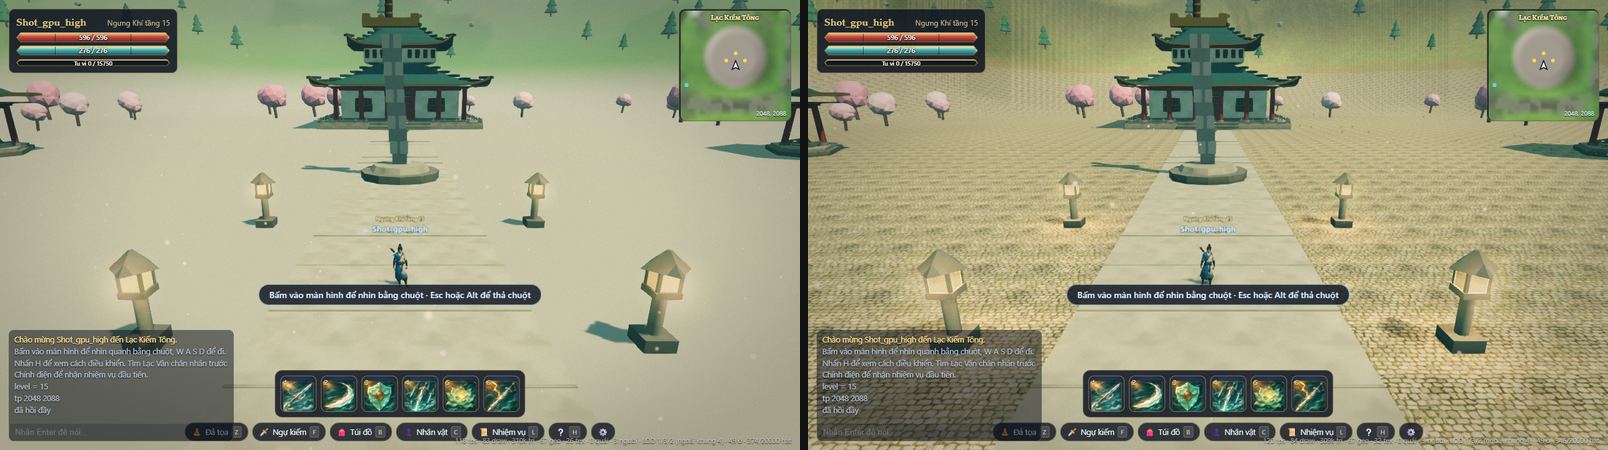 Shot_gpu_high
Ngưng Khí tầng 15
596 / 596
276 / 276
Tu vi 0 / 15750
LẠC KIẾM TÔNG
2048, 2088
Ngưng Khí tầng 15
Shot_gpu_high
Bấm vào màn hình để nhìn bằng chuột · Esc hoặc Alt để thả chuột
Chào mừng Shot_gpu_high đến Lạc Kiếm Tông.
Bấm vào màn hình để nhìn quanh bằng chuột, W A S D để đi.
Nhấn H để xem cách điều khiển. Tìm Lạc Vân chân nhân trước
Chính điện để nhận nhiệm vụ đầu tiên.
level = 15
tp 2048 2088
đã hồi đầy
Nhấn Enter để nói
Đả tọa Z
Ngự kiếm F
Túi đồ B
Nhân vật C
Nhiệm vụ L
? H
Shot_gpu_high
Ngưng Khí tầng 15
596 / 596
276 / 276
Tu vi 0 / 15750
LẠC KIẾM TÔNG
2048, 2088
Ngưng Khí tầng 15
Shot_gpu_high
Bấm vào màn hình để nhìn bằng chuột · Esc hoặc Alt để thả chuột
Chào mừng Shot_gpu_high đến Lạc Kiếm Tông.
Bấm vào màn hình để nhìn quanh bằng chuột, W A S D để đi.
Nhấn H để xem cách điều khiển. Tìm Lạc Vân chân nhân trước
Chính điện để nhận nhiệm vụ đầu tiên.
level = 15
tp 2048 2088
đã hồi đầy
Nhấn Enter để nói
Đả tọa Z
Ngự kiếm F
Túi đồ B
Nhân vật C
Nhiệm vụ L
? H